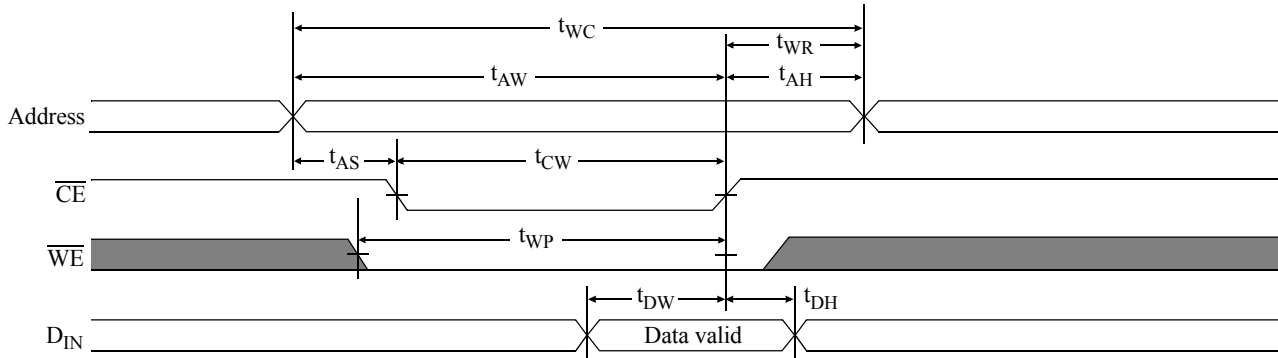 tWC
tWR
tAW
tAH
Address
tAS
tCW
CE
tWP
WE
tDW
tDH
DIN
Data valid